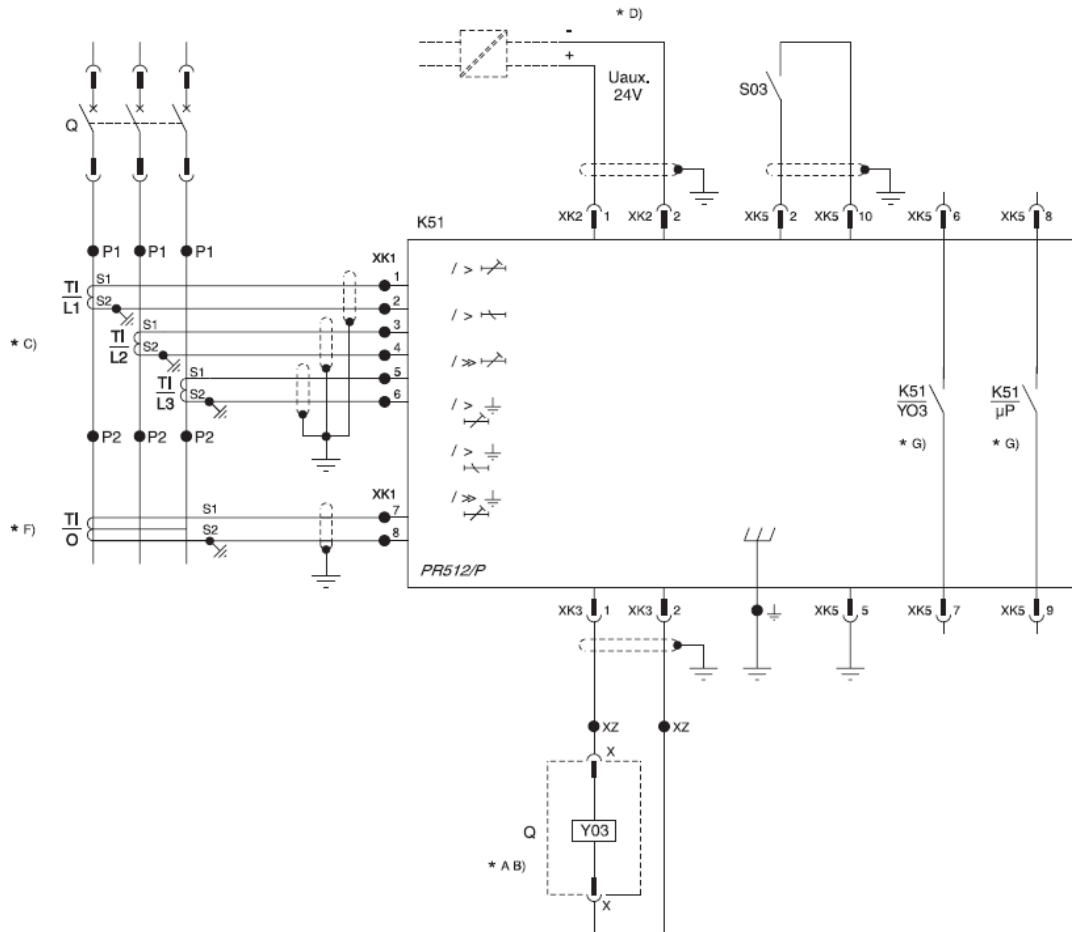 * D)
-
+
Uaux.
24V
S03
Q
K51
XK2 1
XK2 2
XK5 2
XK5 10
XK5 6
XK5 8
P1 P1 P1
XK1
TI
L1
S1
S2
1
2
* C)
TI
L2
S1
S2
3
4
TI
L3
S1
S2
5
6
/ >
/ >
/ >>
/ >
/ >
/ >>
K51
YO3
* G)
K51
µP
* G)
P2 P2 P2
XK1
* F)
TI
O
S1
S2
7
8
PR512/P
XK3 1
XK3 2
XK5 5
XK5 7
XK5 9
XZ
XZ
X
Q
Y03
* A B)
X